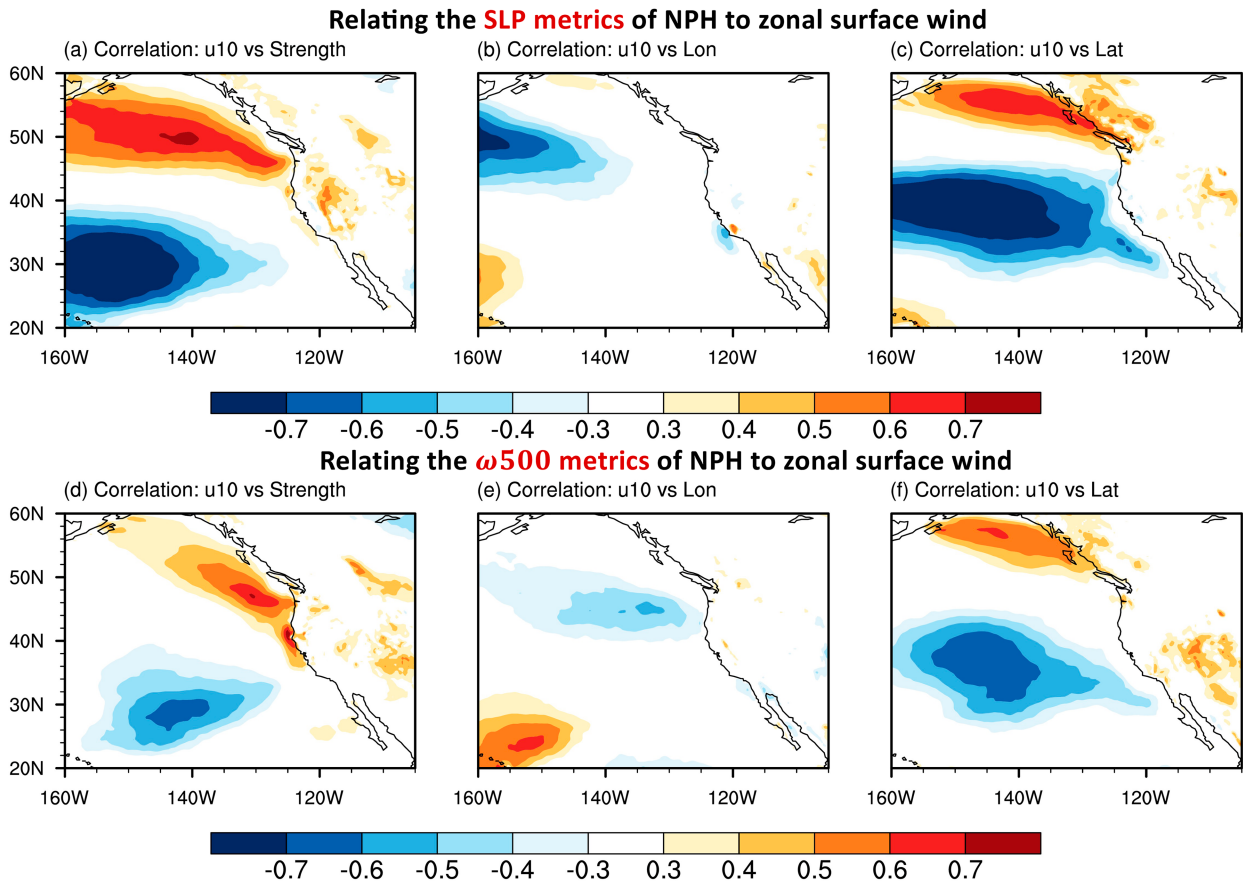 Relating the SLP metrics of NPH to zonal surface wind
(a) Correlation: u10 vs Strength
(b) Correlation: u10 vs Lon
(c) Correlation: u10 vs Lat
60N
50N
40N
30N
20N
160W 140W 120W
160W 140W 120W
160W 140W 120W
-0.7 -0.6 -0.5 -0.4 -0.3 0.3 0.4 0.5 0.6 0.7
Relating the ω500 metrics of NPH to zonal surface wind
(d) Correlation: u10 vs Strength
(e) Correlation: u10 vs Lon
(f) Correlation: u10 vs Lat
60N
50N
40N
30N
20N
160W 140W 120W
160W 140W 120W
160W 140W 120W
-0.7 -0.6 -0.5 -0.4 -0.3 0.3 0.4 0.5 0.6 0.7